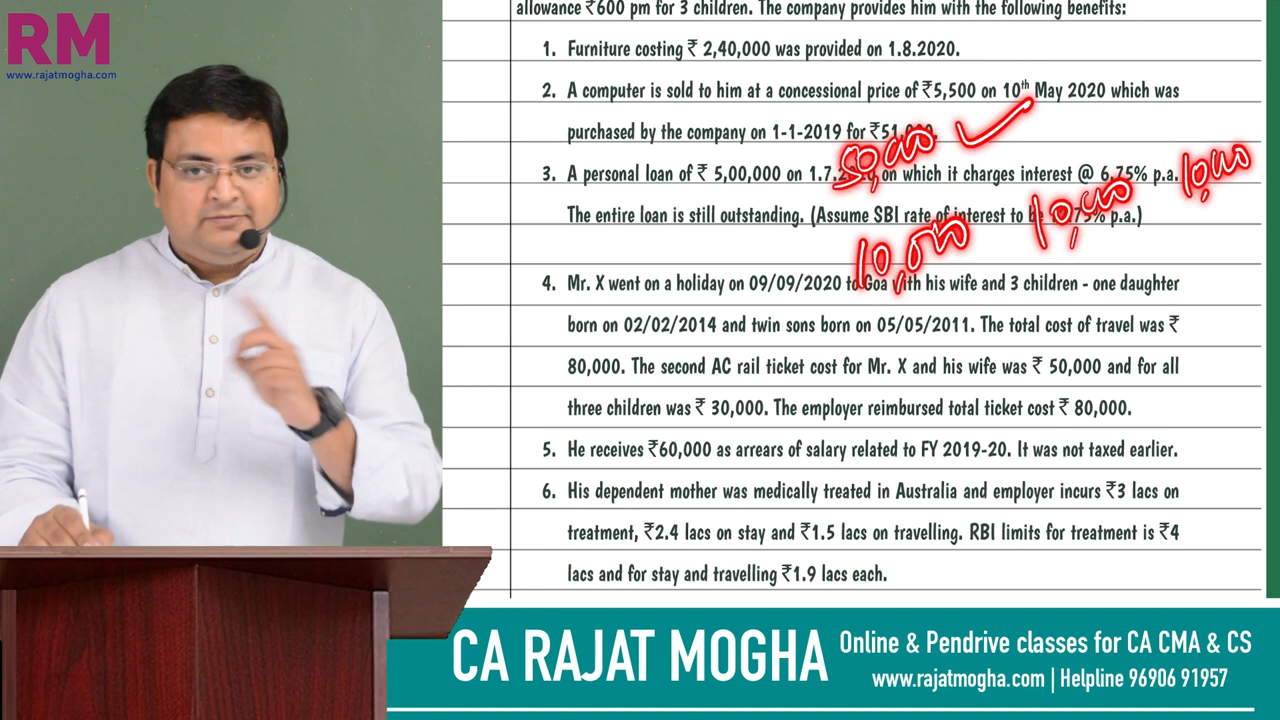 RM
www.rajatmogha.com
allowance ₹600 pm for 3 children. The company provides him with the following benefits:
1. Furniture costing ₹ 2,40,000 was provided on 1.8.2020.
2. A computer is sold to him at a concessional price of ₹5,500 on 10th May 2020 which was
purchased by the company on 1-1-2019 for ₹51,
50,000
3. A personal loan of ₹ 5,00,000 on 1.7. on which it charges interest @ 6.75% p.a.
10,000
The entire loan is still outstanding. (Assume SBI rate of interest to be p.a.)
10,000
10,000
4. Mr. X went on a holiday on 09/09/2020 to Goa with his wife and 3 children - one daughter
born on 02/02/2014 and twin sons born on 05/05/2011. The total cost of travel was ₹
80,000. The second AC rail ticket cost for Mr. X and his wife was ₹ 50,000 and for all
three children was ₹ 30,000. The employer reimbursed total ticket cost ₹ 80,000.
5. He receives ₹60,000 as arrears of salary related to FY 2019-20. It was not taxed earlier.
6. His dependent mother was medically treated in Australia and employer incurs ₹3 lacs on
treatment, ₹2.4 lacs on stay and ₹1.5 lacs on travelling. RBI limits for treatment is ₹4
lacs and for stay and travelling ₹1.9 lacs each.
CA RAJAT MOGHA
Online & Pendrive classes for CA CMA & CS
www.rajatmogha.com | Helpline 96906 91957